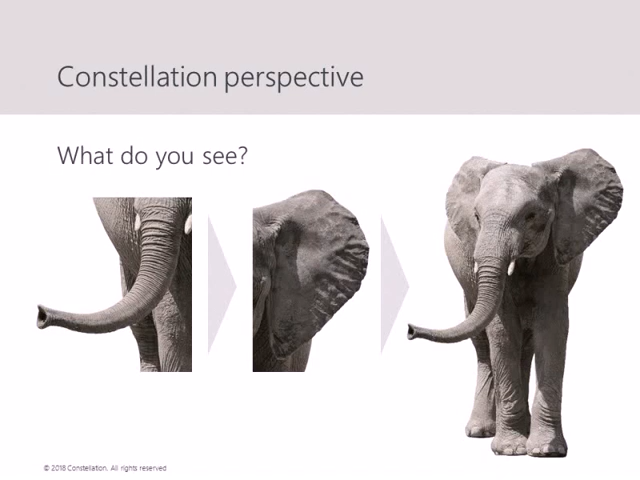 Constellation perspective
What do you see?
© 2018 Constellation. All rights reserved